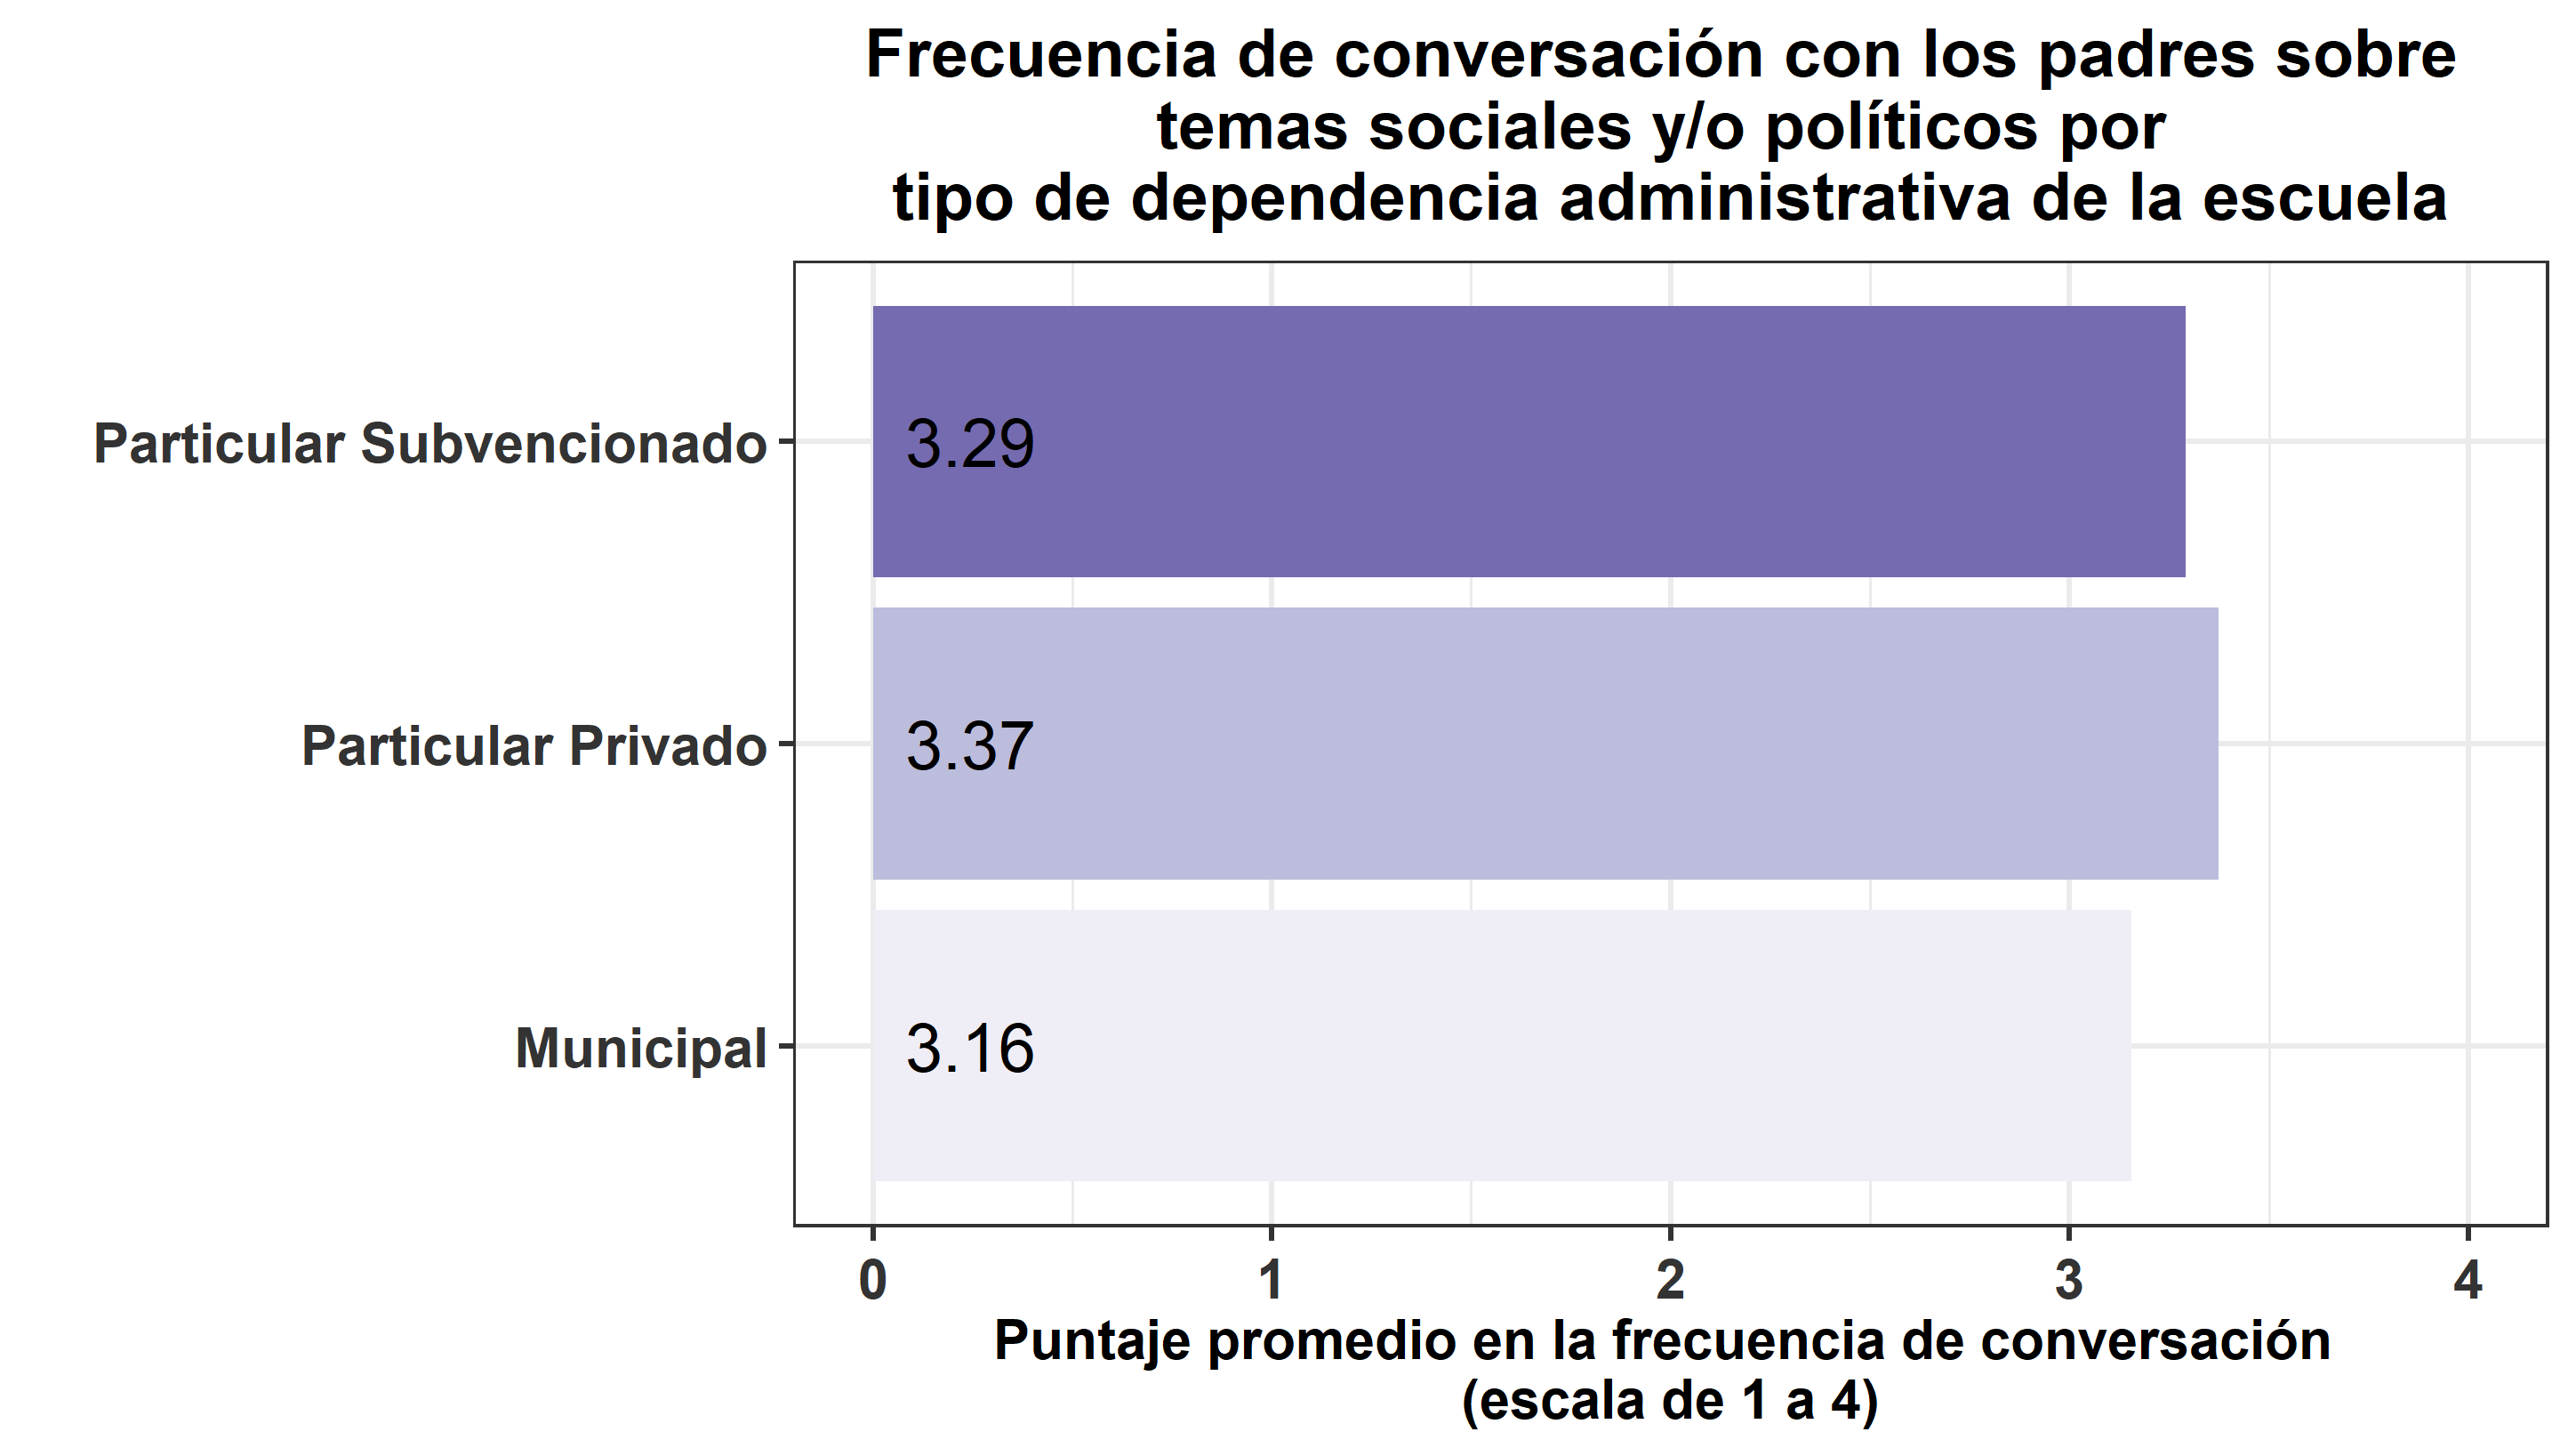 Frecuencia de conversación con los padres sobre
temas sociales y/o políticos por
tipo de dependencia administrativa de la escuela
Particular Subvencionado
3.29
Particular Privado
3.37
Municipal
3.16
0 1 2 3 4
Puntaje promedio en la frecuencia de conversación
(escala de 1 a 4)